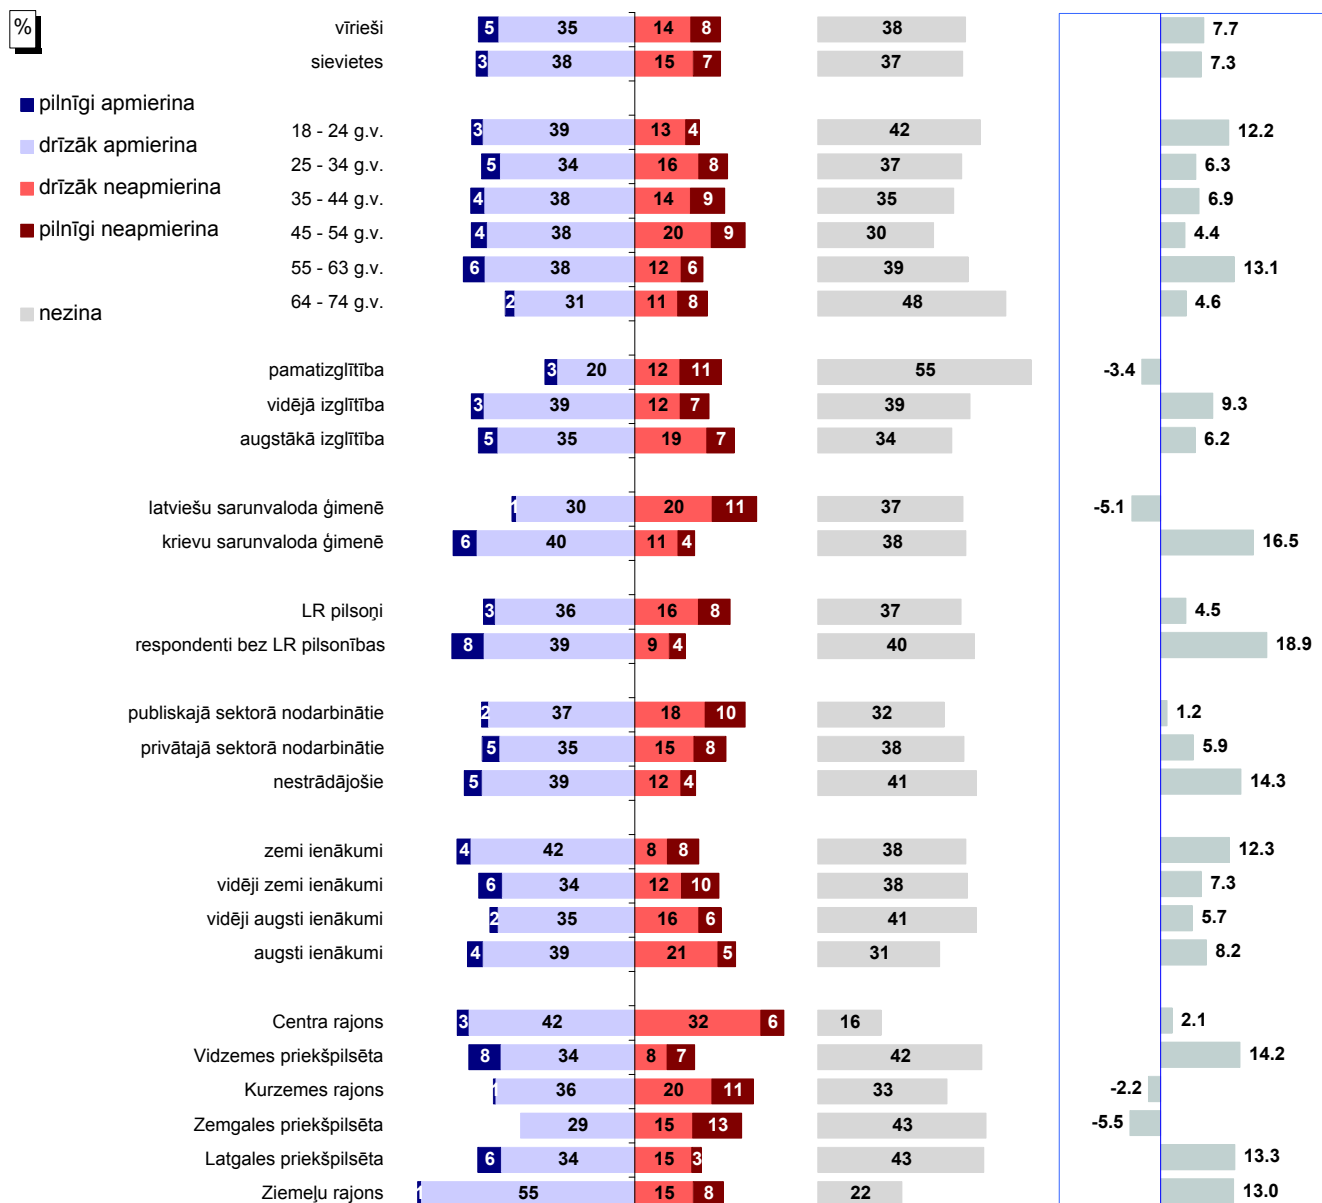 %
vīrieši 5 35 14 8 38 7.7
sievietes 3 38 15 7 37 7.3
pilnīgi apmierina
18 - 24 g.v. 3 39 13 4 42 12.2
drīzāk apmierina
25 - 34 g.v. 5 34 16 8 37 6.3
drīzāk neapmierina
35 - 44 g.v. 4 38 14 9 35 6.9
pilnīgi neapmierina
45 - 54 g.v. 4 38 20 9 30 4.4
55 - 63 g.v. 6 38 12 6 39 13.1
64 - 74 g.v. 2 31 11 8 48 4.6
nezina
pamatizglītība 3 20 12 11 55 -3.4
vidējā izglītība 3 39 12 7 39 9.3
augstākā izglītība 5 35 19 7 34 6.2
latviešu sarunvaloda ģimenē 1 30 20 11 37 -5.1
krievu sarunvaloda ģimenē 6 40 11 4 38 16.5
LR pilsoņi 3 36 16 8 37 4.5
respondenti bez LR pilsonības 8 39 9 4 40 18.9
publiskajā sektorā nodarbinātie 2 37 18 10 32 1.2
privātajā sektorā nodarbinātie 5 35 15 8 38 5.9
nestrādājošie 5 39 12 4 41 14.3
zemi ienākumi 4 42 8 8 38 12.3
vidēji zemi ienākumi 6 34 12 10 38 7.3
vidēji augsti ienākumi 2 35 16 6 41 5.7
augsti ienākumi 4 39 21 5 31 8.2
Centra rajons 3 42 32 6 16 2.1
Vidzemes priekšpilsēta 8 34 8 7 42 14.2
Kurzemes rajons 1 36 20 11 33 -2.2
Zemgales priekšpilsēta 29 15 13 43 -5.5
Latgales priekšpilsēta 6 34 15 3 43 13.3
Ziemeļu rajons 1 55 15 8 22 13.0